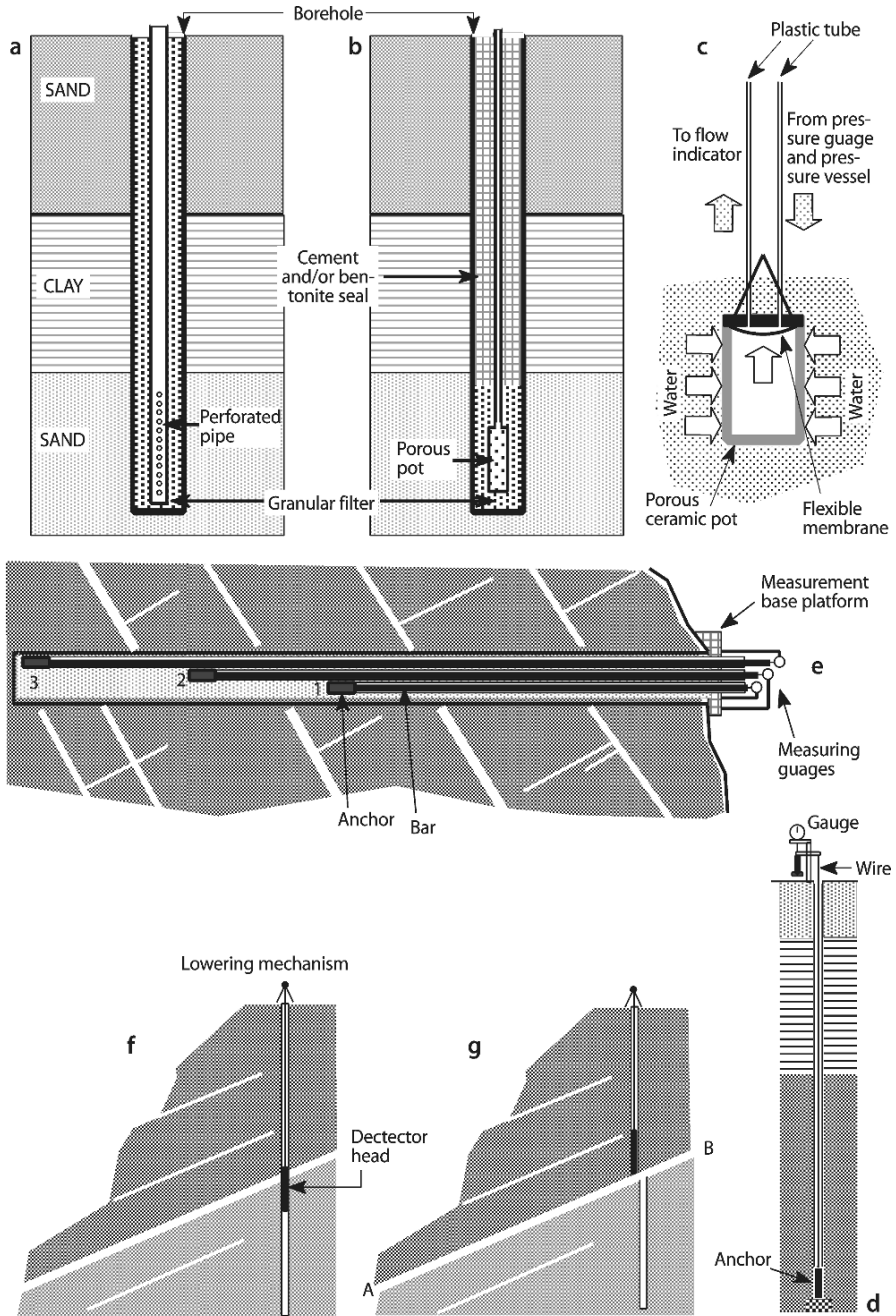 Borehole
a
b
c
Plastic tube
SAND
To flow
indicator
From pres-
sure guage
and pres-
sure vessel
Cement
and/or ben-
tonite seal
CLAY
Water
Water
SAND
Perforated
pipe
Porous
pot
Granular filter
Porous
ceramic pot
Flexible
membrane
Measurement
base platform
e
3
2
1
Measuring
guages
Anchor
Bar
Gauge
Wire
Lowering mechanism
f
g
Dectector
head
B
A
Anchor
d